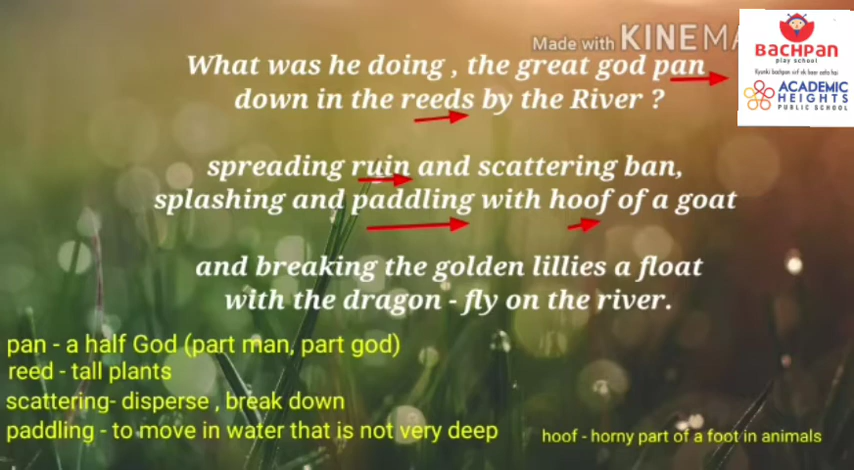 Made with KINEMA
BACHPAN
play school
ACADEMIC
HEIGHTS
PUBLIC SCHOOL
What was he doing , the great god pan
down in the reeds by the River ?
spreading ruin and scattering ban,
splashing and paddling with hoof of a goat
and breaking the golden lillies a float
with the dragon - fly on the river.
pan - a half God (part man, part god)
reed - tall plants
scattering- disperse , break down
paddling - to move in water that is not very deep
hoof - horny part of a foot in animals